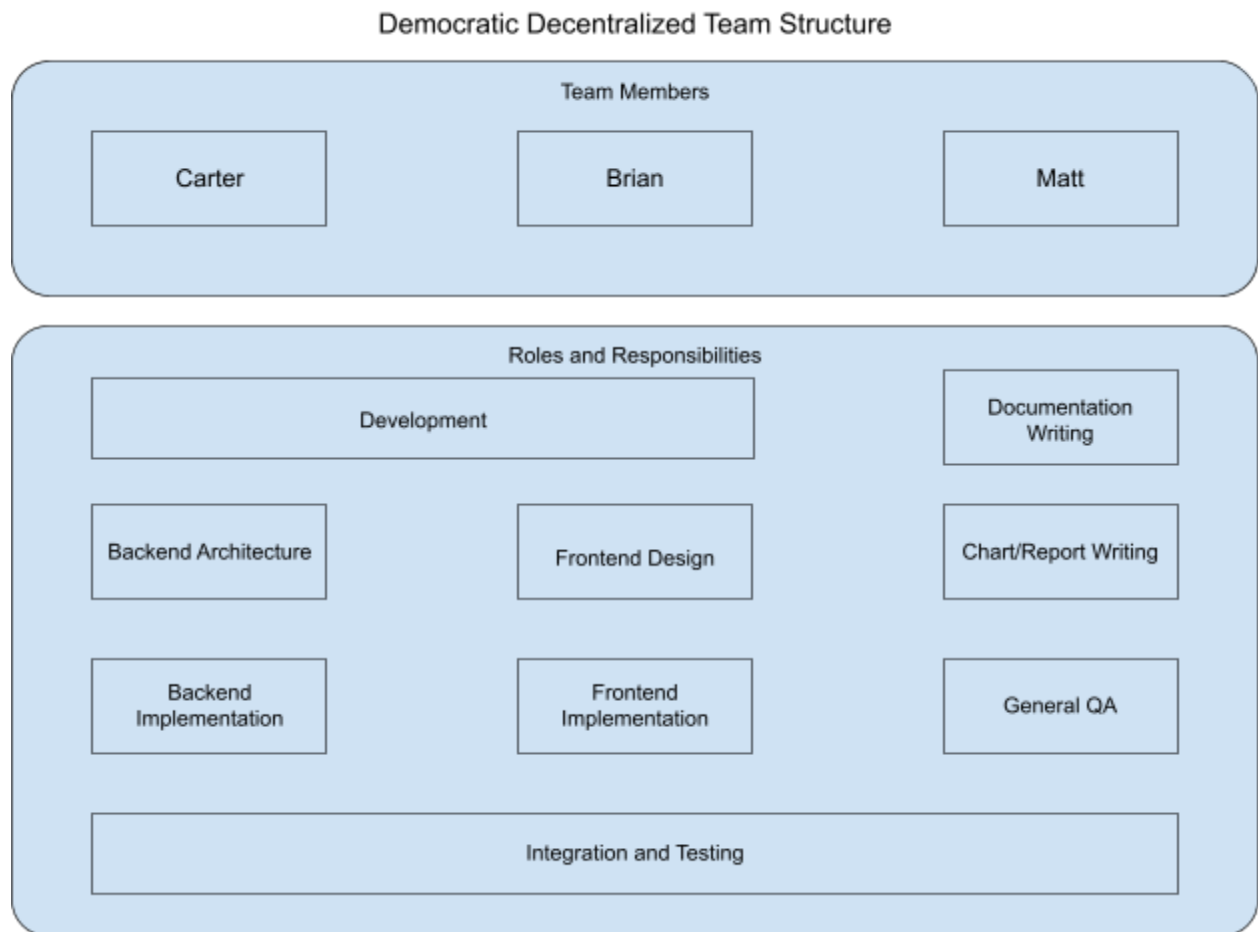 Democratic Decentralized Team Structure
Team Members
Carter
Brian
Matt
Roles and Responsibilities
Development
Documentation
Writing
Backend Architecture
Frontend Design
Chart/Report Writing
Backend
Implementation
Frontend
Implementation
General QA
Integration and Testing